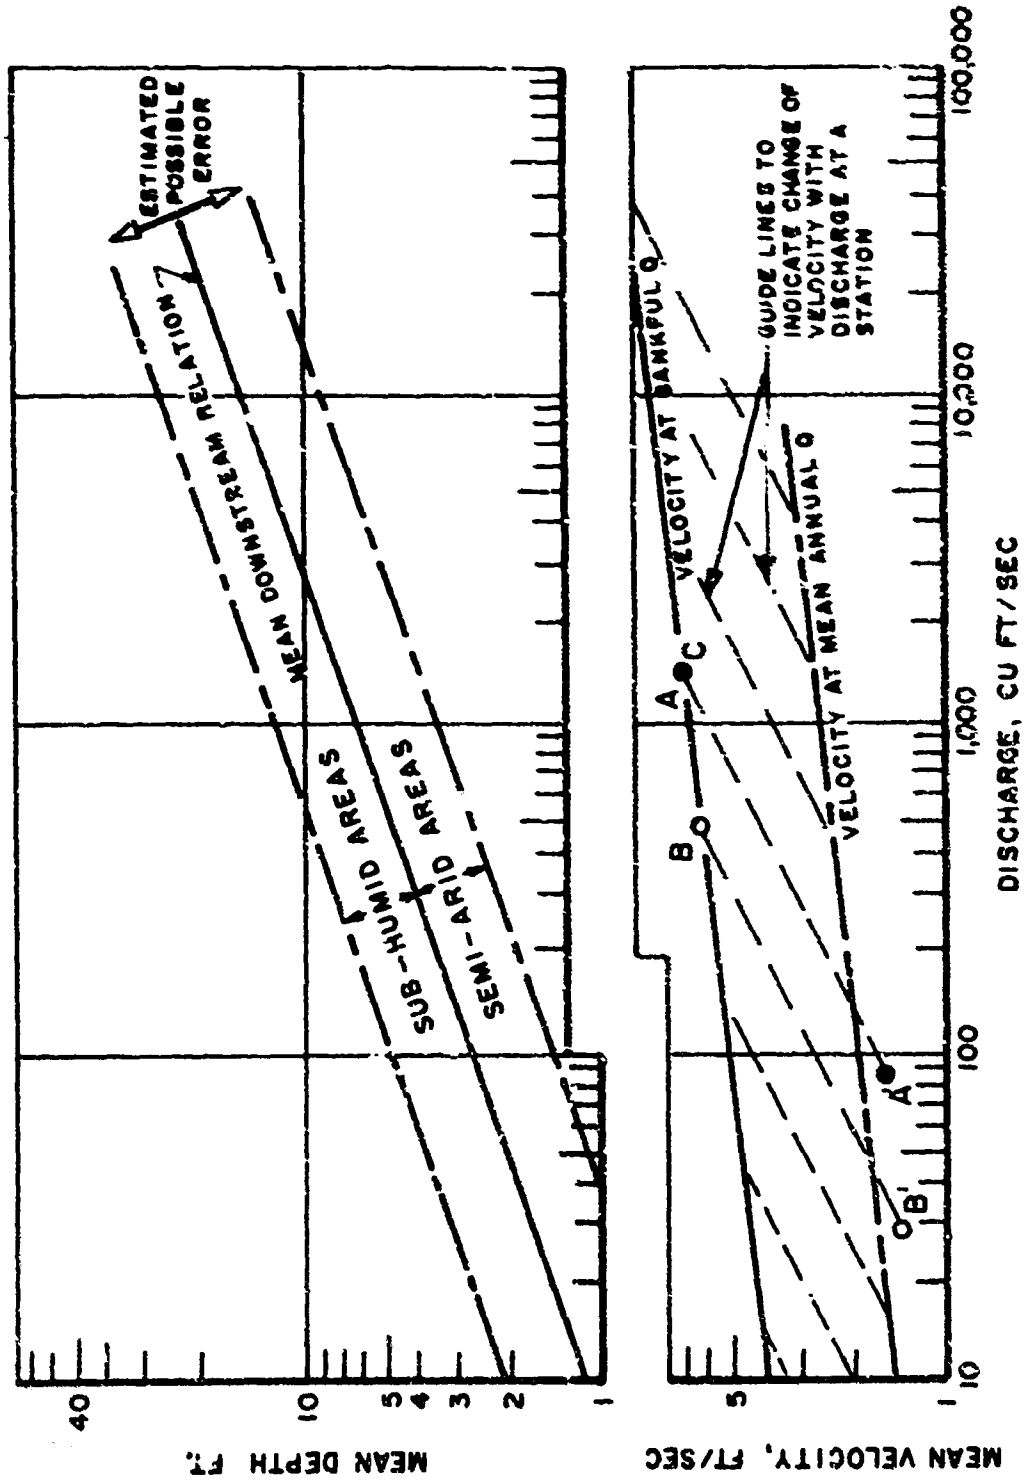 MEAN DEPTH FT.
40
10
5
4
3
2
1
ESTIMATED
POSSIBLE
ERROR
MEAN DOWNSTREAM RELATION
SUB-HUMID AREAS
SEMI-ARID AREAS
MEAN VELOCITY, FT/SEC
5
1
VELOCITY AT BANKFUL Q
GUIDE LINES TO
INDICATE CHANGE OF
VELOCITY WITH
DISCHARGE AT A
STATION
A
C
B
VELOCITY AT MEAN ANNUAL Q
A'
B'
10
100
1,000
10,000
100,000
DISCHARGE, CU FT/SEC